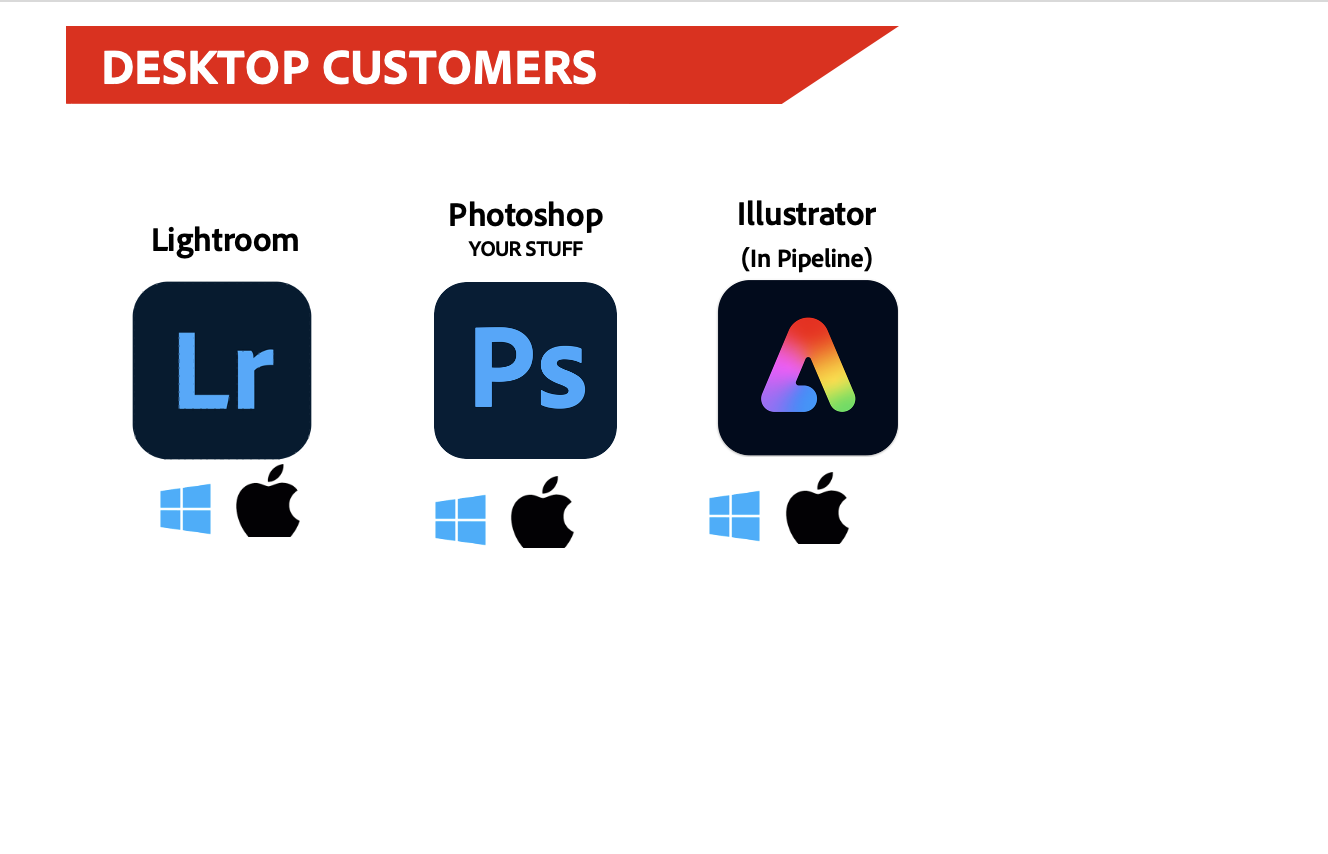 DESKTOP CUSTOMERS
Lightroom
Photoshop
YOUR STUFF
Illustrator
(In Pipeline)
Lr
Ps